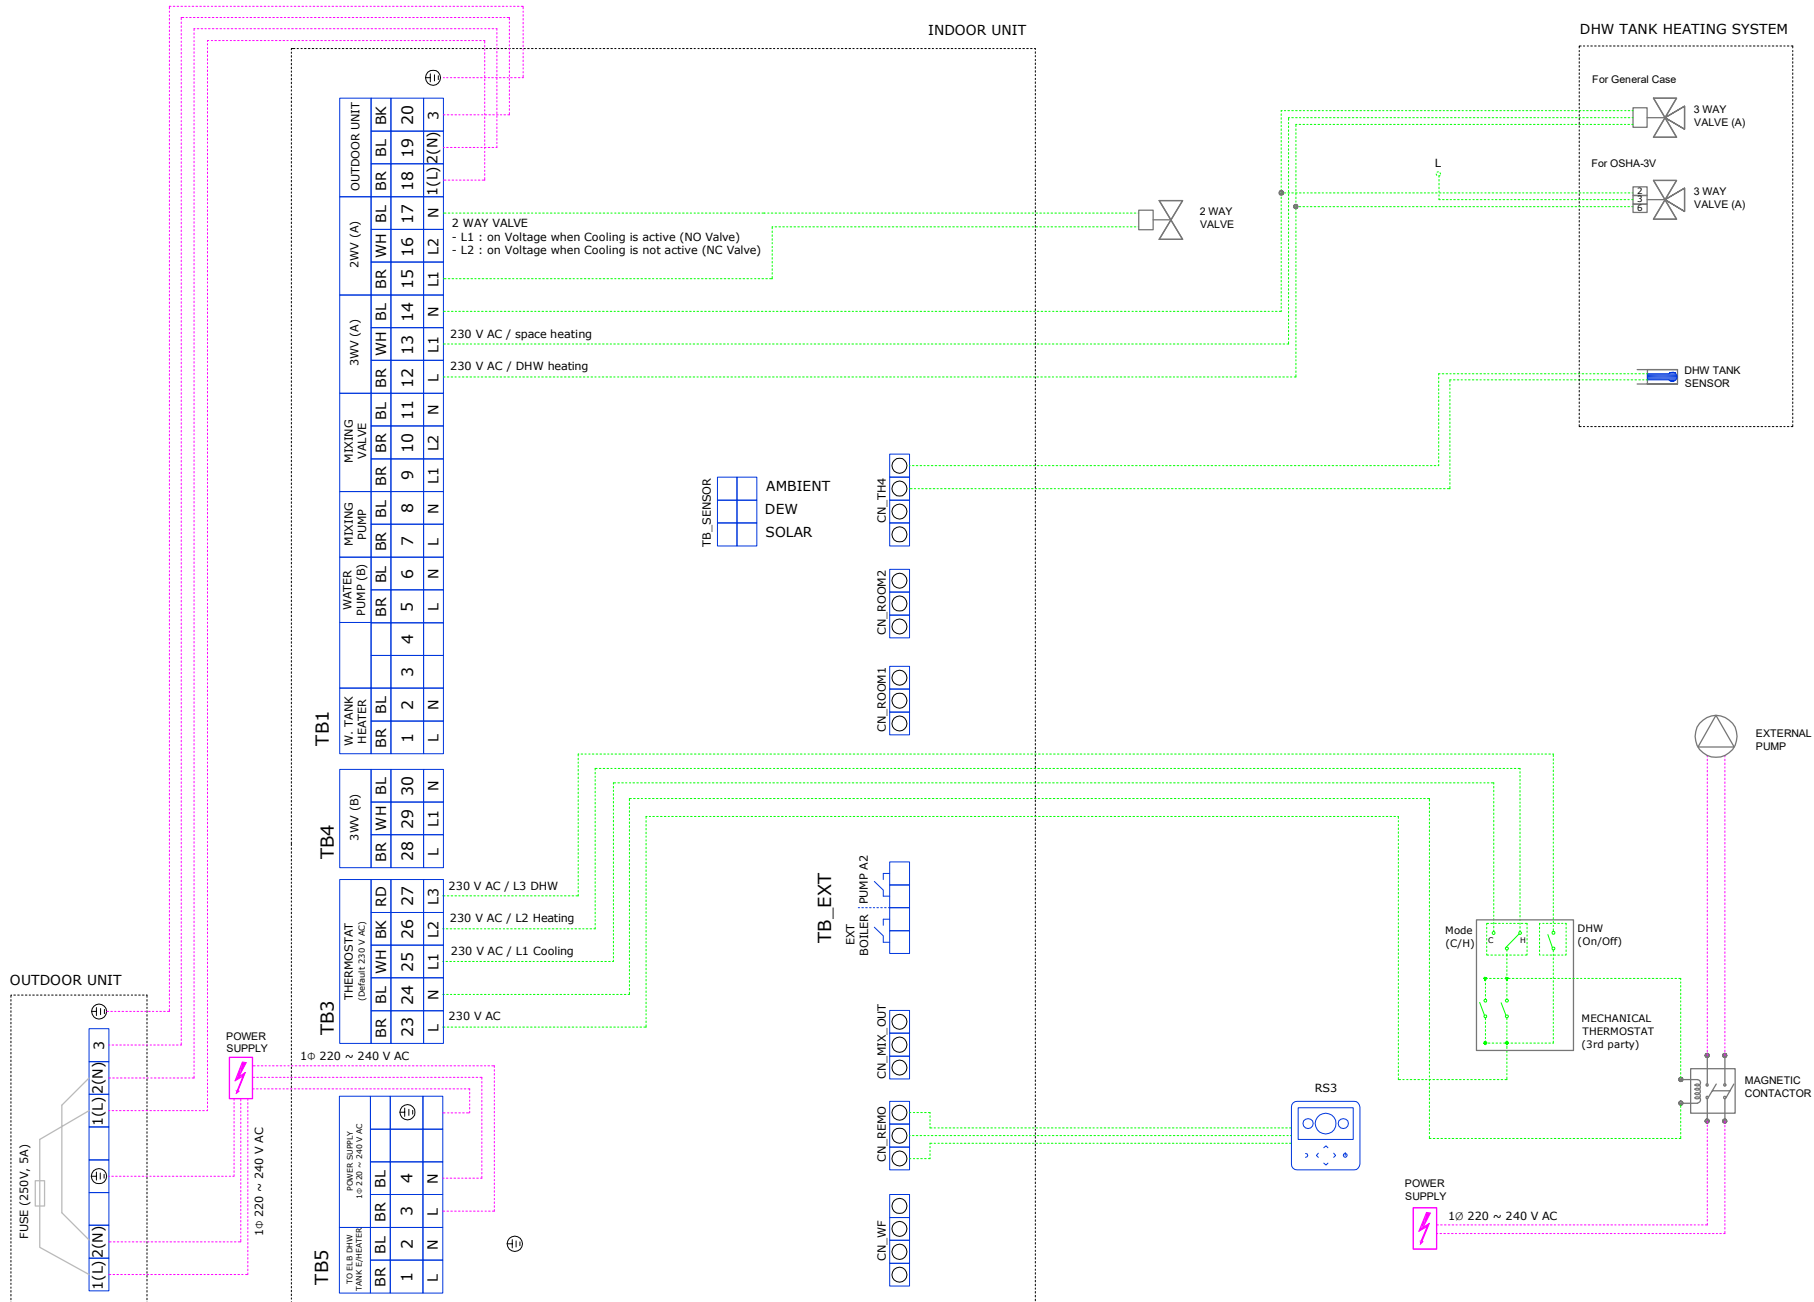 INDOOR UNIT
DHW TANK HEATING SYSTEM
For General Case
3 WAY
VALVE (A)
For OSHA-3V
L
2
3
6
3 WAY
VALVE (A)
2 WAY
VALVE
DHW TANK
SENSOR
TB1
OUTDOOR UNIT
BK 20 3
BL 19 2(N)
BR 18 1(L)
2WV (A)
BL 17 N
WH 16 L2
BR 15 L1
2 WAY VALVE
- L1 : on Voltage when Cooling is active (NO Valve)
- L2 : on Voltage when Cooling is not active (NC Valve)
3WV (A)
BL 14 N
WH 13 L1
BR 12 L
230 V AC / space heating
230 V AC / DHW heating
MIXING
VALVE
BL 11 N
BR 10 L2
BR 9 L1
MIXING
PUMP
BL 8 N
BR 7 L
WATER
PUMP (B)
BL 6 N
BR 5 L
4
3
W. TANK
HEATER
BL 2 N
BR 1 L
TB_SENSOR
AMBIENT
DEW
SOLAR
CN_TH4
CN_ROOM2
CN_ROOM1
TB4
3WV (B)
BL 30 N
WH 29 L1
BR 28 L
TB3
THERMOSTAT
(Default 230 V AC)
RD 27 L3
BK 26 L2
WH 25 L1
BL 24 N
BR 23 L
230 V AC / L3 DHW
230 V AC / L2 Heating
230 V AC / L1 Cooling
230 V AC
TB_EXT
PUMP A2
EXT
BOILER
CN_MIX_OUT
CN_REMO
CN_WF
RS3
EXTERNAL
PUMP
Mode
(C/H)
C
H
DHW
(On/Off)
MECHANICAL
THERMOSTAT
(3rd party)
MAGNETIC
CONTACTOR
POWER
SUPPLY
1Ø 220 ~ 240 V AC
OUTDOOR UNIT
3
2(N)
1(L)
2(N)
1(L)
FUSE (250V, 5A)
POWER
SUPPLY
1Φ 220 ~ 240 V AC
1Φ 220 ~ 240 V AC
TB5
POWER SUPPLY
1Φ 220 ~ 240V AC
BL 4 N
BR 3 L
TO ELB DHW
TANK E/HEATER
BL 2 N
BR 1 L